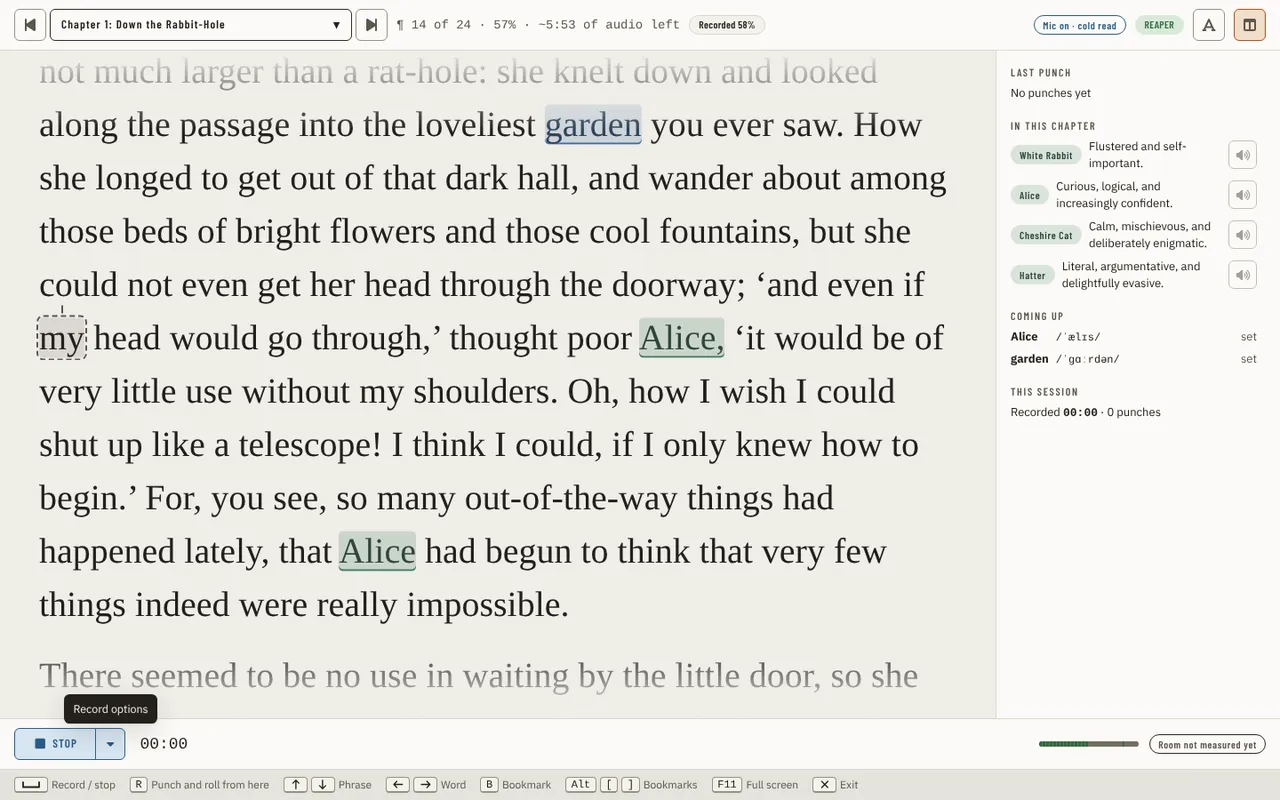 Chapter 1: Down the Rabbit-Hole
¶ 14 of 24 · 57% · ~5:53 of audio left
Recorded 58%
Mic on · cold read
REAPER
A
not much larger than a rat-hole: she knelt down and looked
along the passage into the loveliest garden you ever saw. How
she longed to get out of that dark hall, and wander about among
those beds of bright flowers and those cool fountains, but she
could not even get her head through the doorway; ‘and even if
my head would go through,’ thought poor Alice, ‘it would be of
very little use without my shoulders. Oh, how I wish I could
shut up like a telescope! I think I could, if I only knew how to
begin.’ For, you see, so many out-of-the-way things had
happened lately, that Alice had begun to think that very few
things indeed were really impossible.
There seemed to be no use in waiting by the little door, so she
LAST PUNCH
No punches yet
IN THIS CHAPTER
White Rabbit
Flustered and self-
important.
Alice
Curious, logical, and
increasingly confident.
Cheshire Cat
Calm, mischievous, and
deliberately enigmatic.
Hatter
Literal, argumentative, and
delightfully evasive.
COMING UP
Alice /ˈælɪs/ set
garden /ˈɡɑːrdən/ set
THIS SESSION
Recorded 00:00 · 0 punches
Record options
STOP
00:00
Room not measured yet
Record / stop
R Punch and roll from here
↑ ↓ Phrase
← → Word
B Bookmark
Alt [ ] Bookmarks
F11 Full screen
X Exit